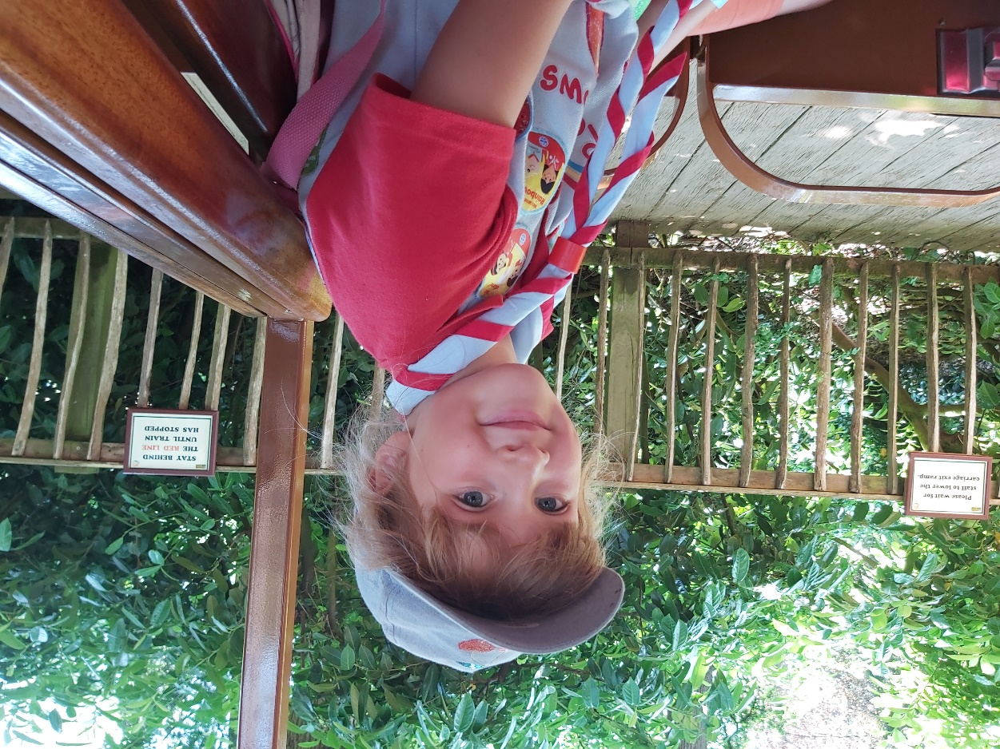 STAY BEHIND
THE RED LINE
UNTIL TRAIN
HAS STOPPED
Please wait for
staff to lower the
carriage exit ramp.
Rainbow